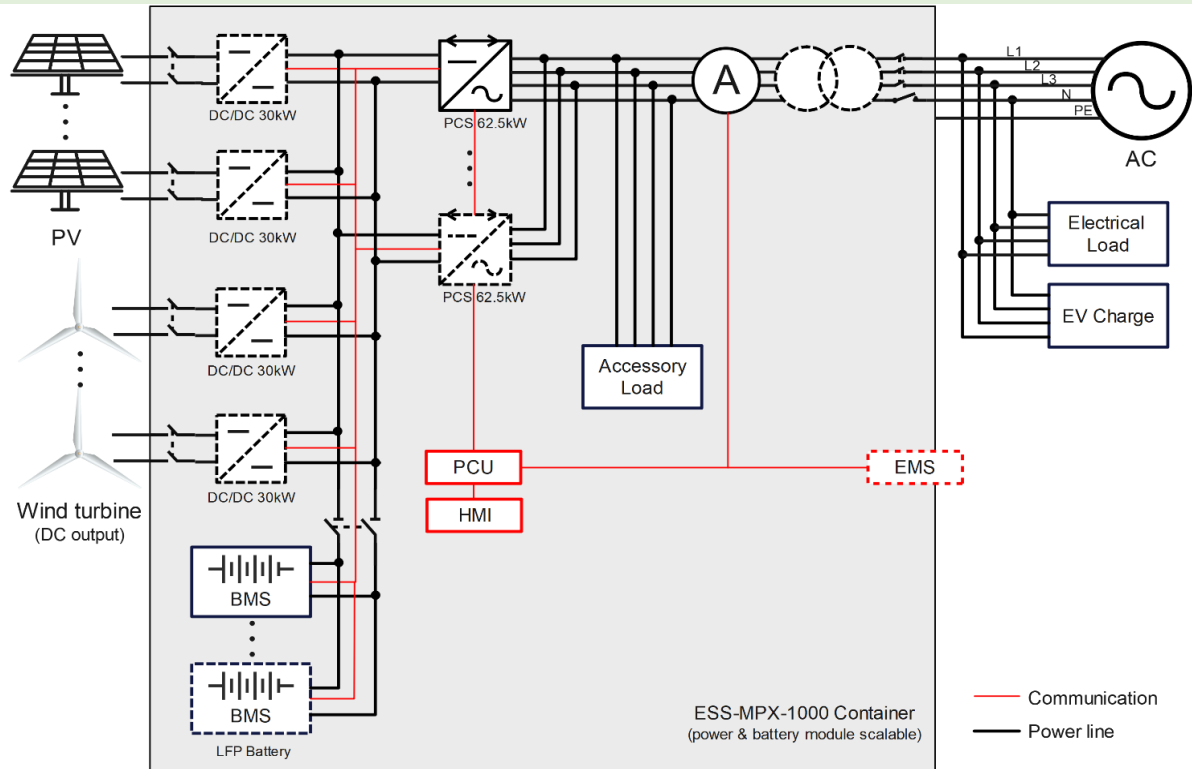 DC/DC 30kW
PCS 62.5kW
A
L1
L2
L3
N
PE
AC
PV
DC/DC 30kW
PCS 62.5kW
Electrical
Load
EV Charge
DC/DC 30kW
Accessory
Load
Wind turbine
(DC output)
DC/DC 30kW
PCU
EMS
HMI
BMS
BMS
LFP Battery
ESS-MPX-1000 Container
(power & battery module scalable)
Communication
Power line